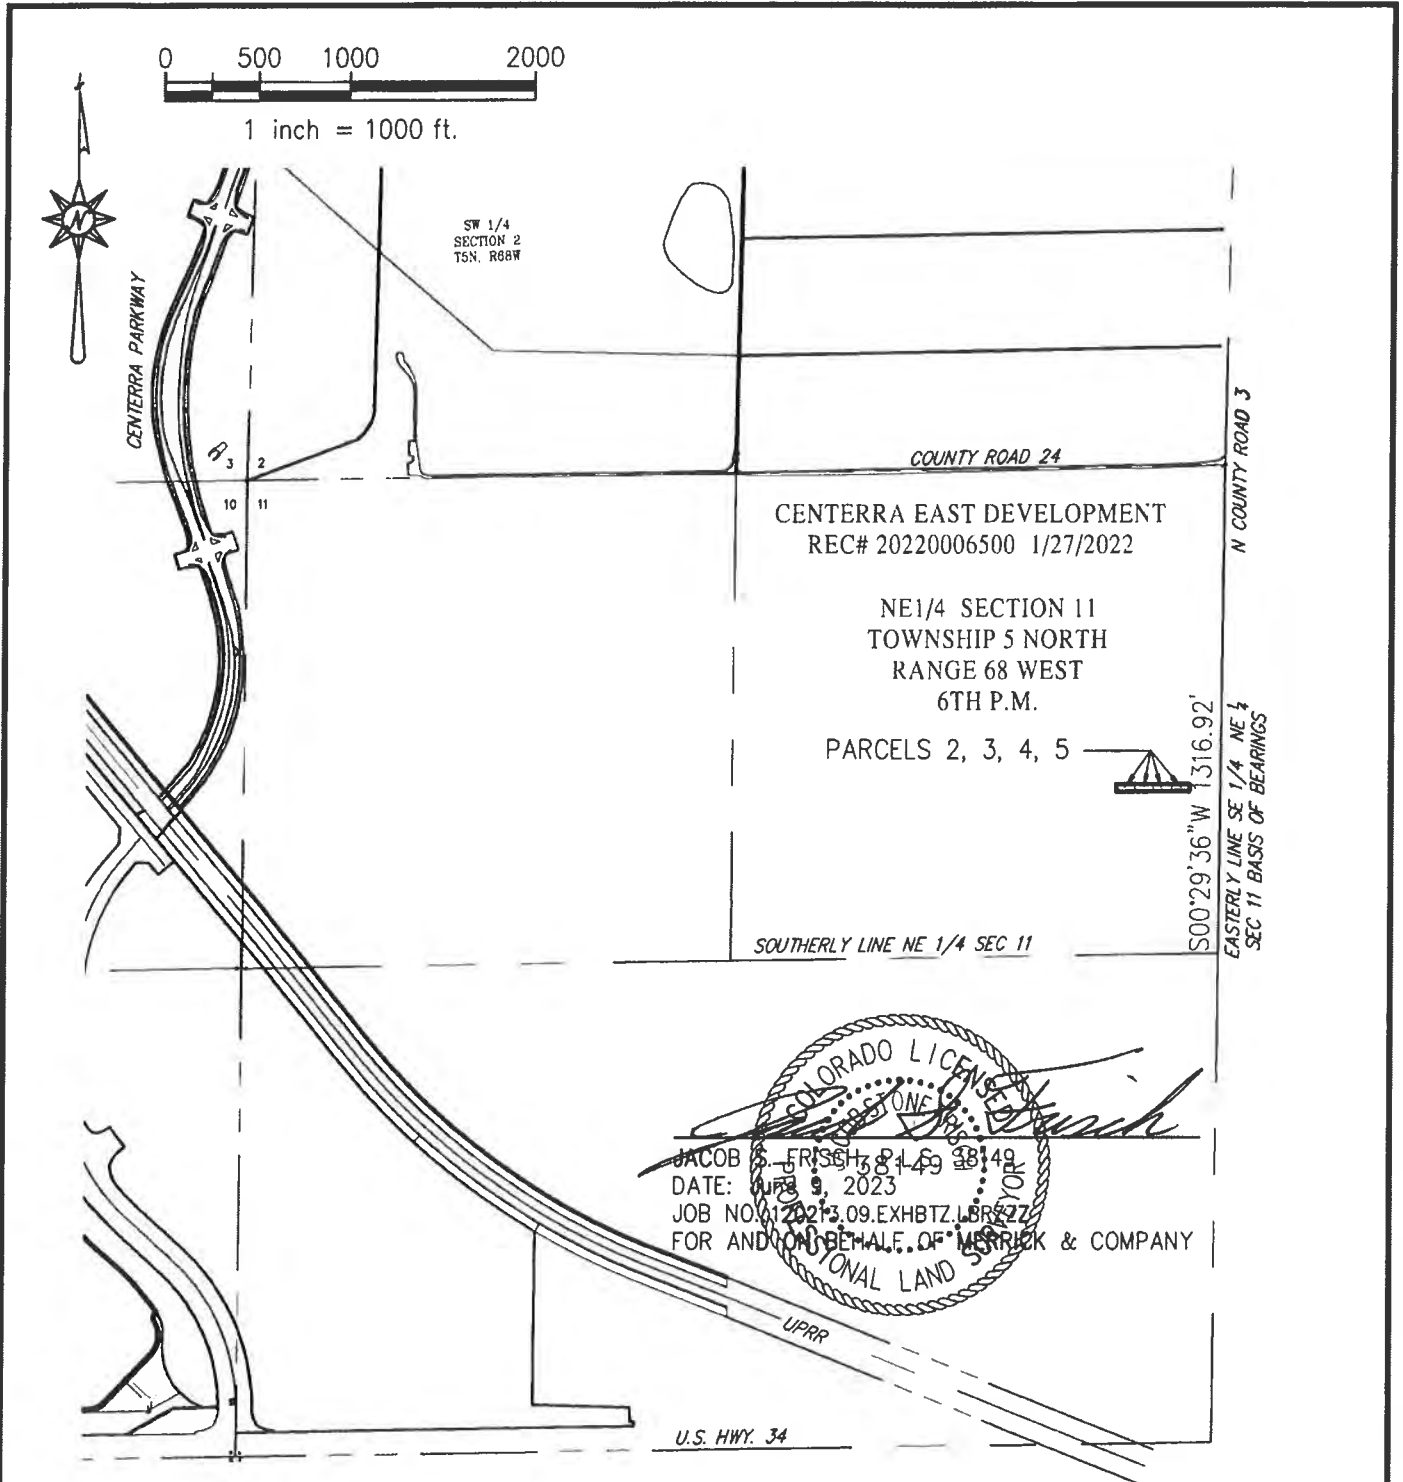 0 500 1000 2000
1 inch = 1000 ft.
N
SW 1/4
SECTION 2
T5N, R68W
CENTERRA PARKWAY
3 2
10 11
COUNTY ROAD 24
N COUNTY ROAD 3
CENTERRA EAST DEVELOPMENT
REC# 20220006500 1/27/2022
NE1/4 SECTION 11
TOWNSHIP 5 NORTH
RANGE 68 WEST
6TH P.M.
PARCELS 2, 3, 4, 5
S00°29'36"W 1316.92'
EASTERLY LINE SE 1/4 NE 1/4
SEC 11 BASIS OF BEARINGS
SOUTHERLY LINE NE 1/4 SEC 11
COLORADO LICENSED
PROFESSIONAL LAND SURVEYOR
38149
JACOB S. FRISCH, P.L.S. 38149
DATE: June 9, 2023
JOB NO.
FOR AND ON BEHALF OF MERRICK & COMPANY
UPRR
U.S. HWY. 34